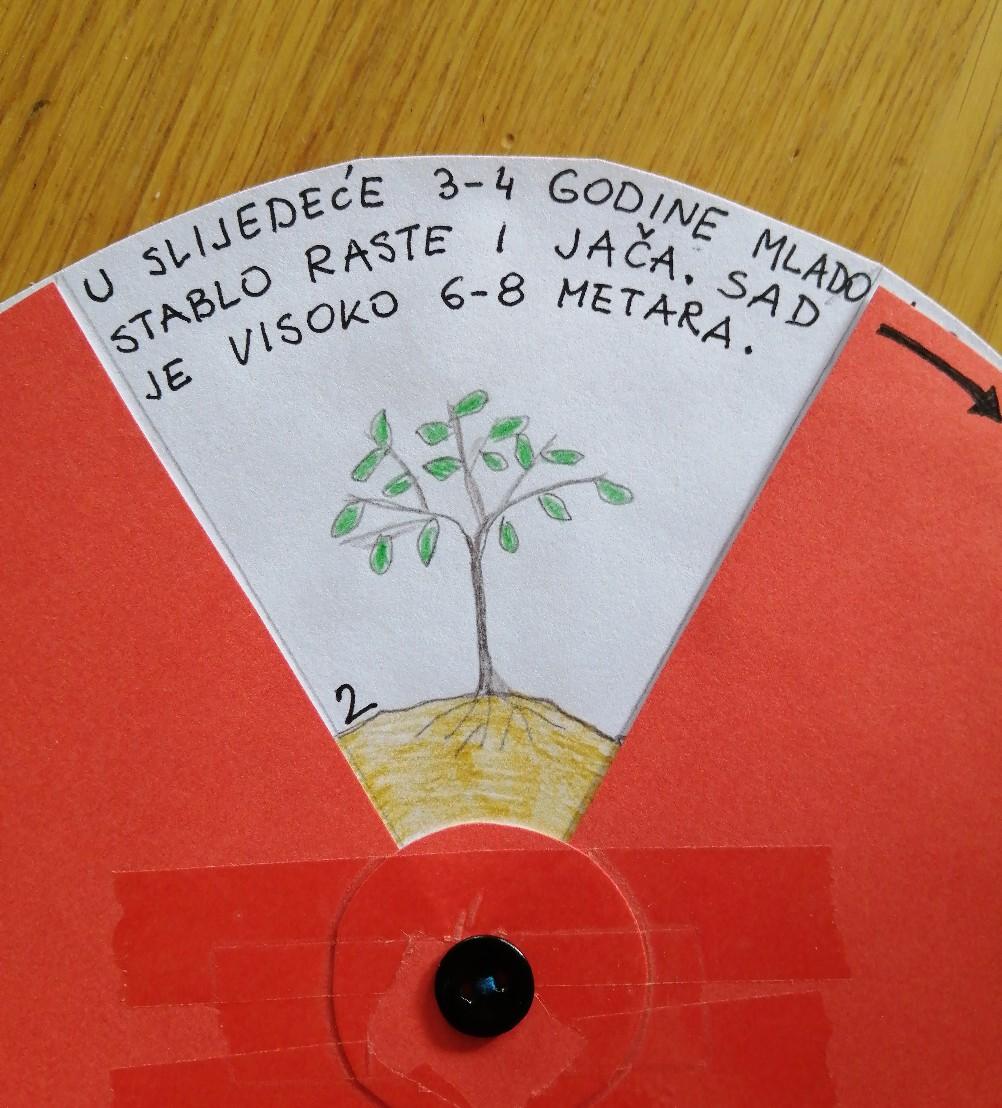 U SLIJEDEĆE 3-4 GODINE MLADO
STABLO RASTE I JAČA. SAD
JE VISOKO 6-8 METARA.
2